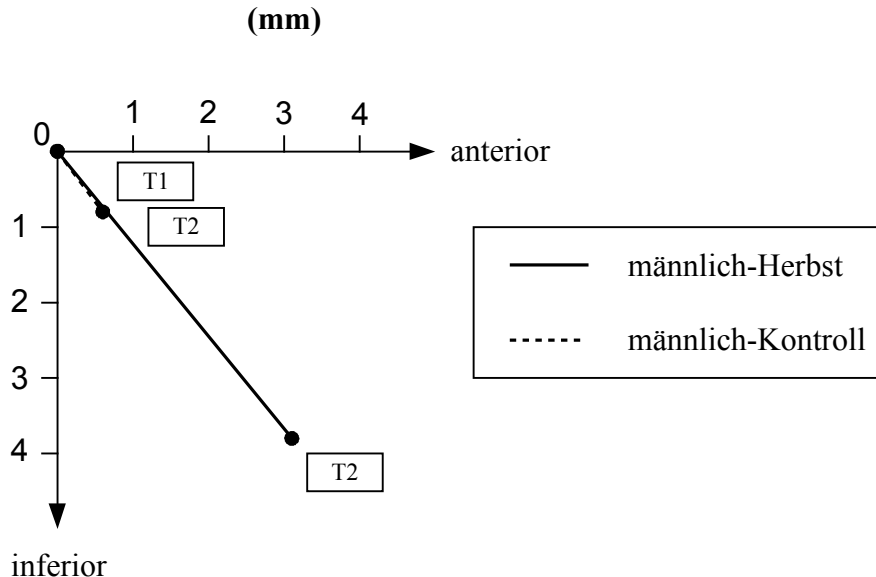 (mm)
1 2 3 4
0
anterior
T1
1
T2
männlich-Herbst
2
männlich-Kontroll
3
4
T2
inferior